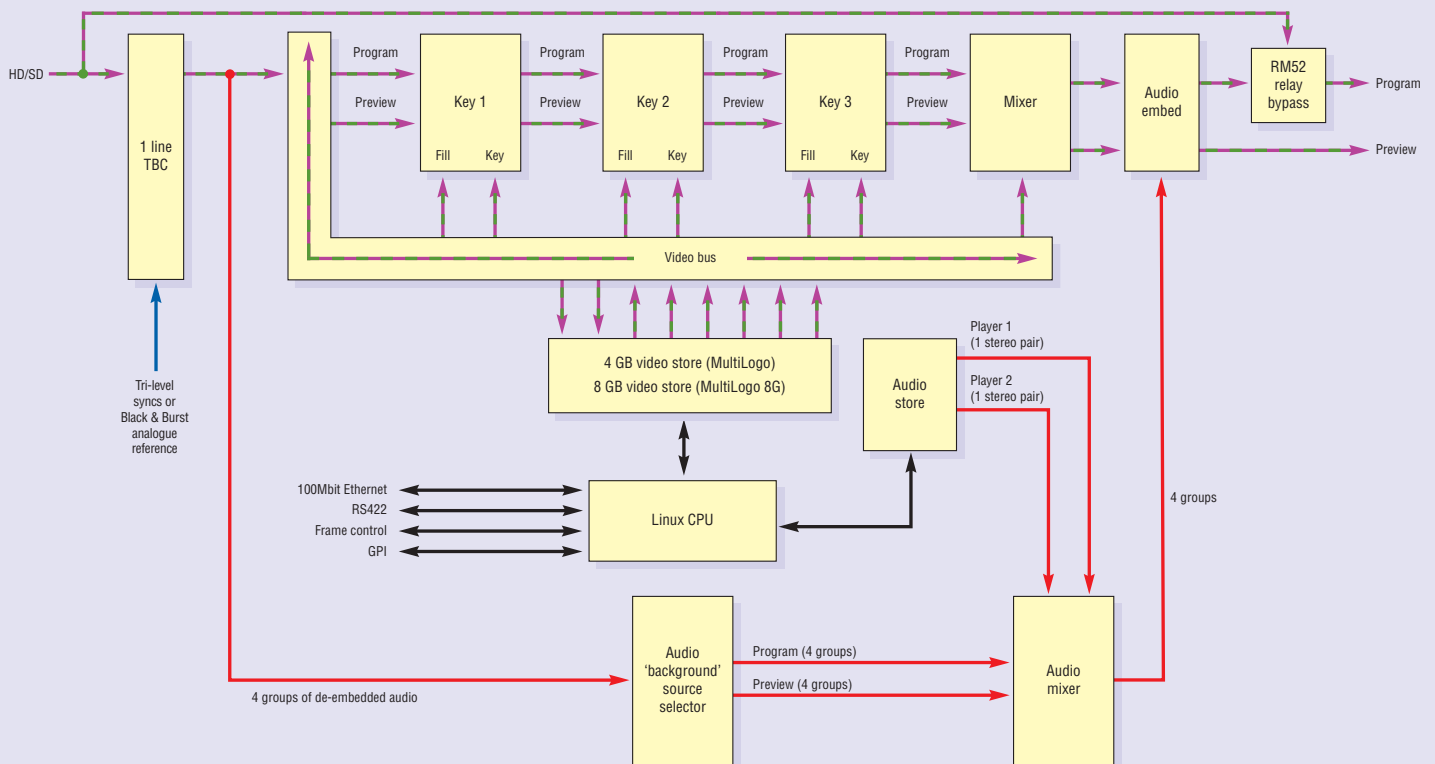 HD/SD
1 line
TBC
Tri-level
syncs or
Black & Burst
analogue
reference
Program
Preview
Key 1
Fill
Key
Program
Preview
Key 2
Fill
Key
Program
Preview
Key 3
Fill
Key
Program
Preview
Mixer
Audio
embed
RM52
relay
bypass
Program
Preview
Video bus
4 GB video store (MultiLogo)
8 GB video store (MultiLogo 8G)
Audio
store
Player 1
(1 stereo pair)
Player 2
(1 stereo pair)
100Mbit Ethernet
RS422
Frame control
GPI
Linux CPU
4 groups
4 groups of de-embedded audio
Audio
‘background’
source
selector
Program (4 groups)
Preview (4 groups)
Audio
mixer